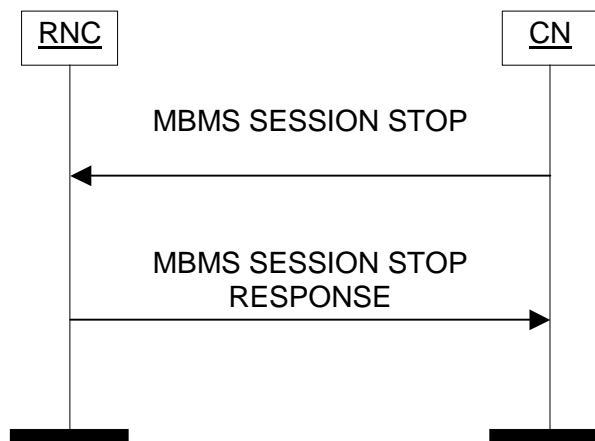 RNC
CN
MBMS SESSION STOP
MBMS SESSION STOP
RESPONSE